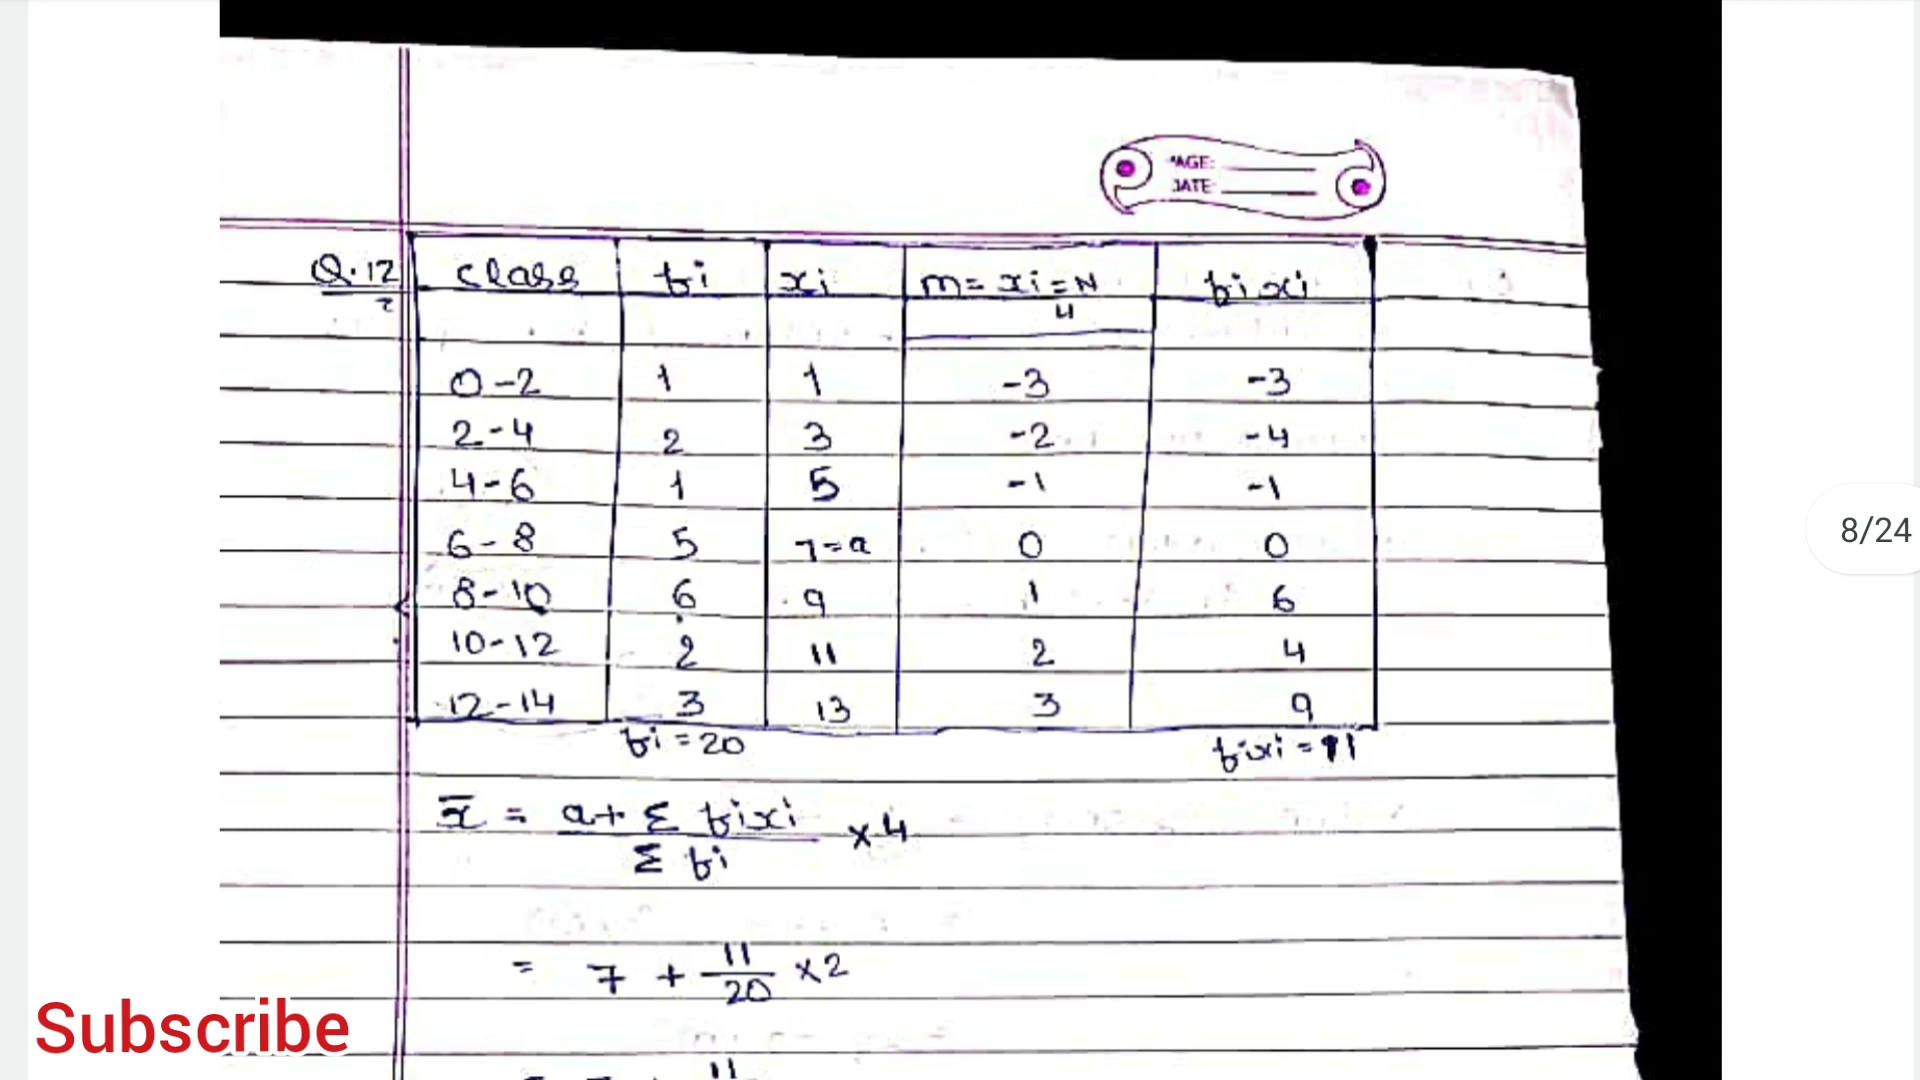 PAGE:
DATE
Q.12 class fi xi m= xi=N fixi
4
0-2 1 1 -3 -3
2-4 2 3 -2 -4
4-6 1 5 -1 -1
6-8 5 7=a 0 0
8-10 6 9 1 6
10-12 2 11 2 4
12-14 3 13 3 9
fi=20 fixi=11
x̄ = a+ Σ fixi × 4
Σ fi
= 7 + 11/20 ×2
11
8/24
Subscribe